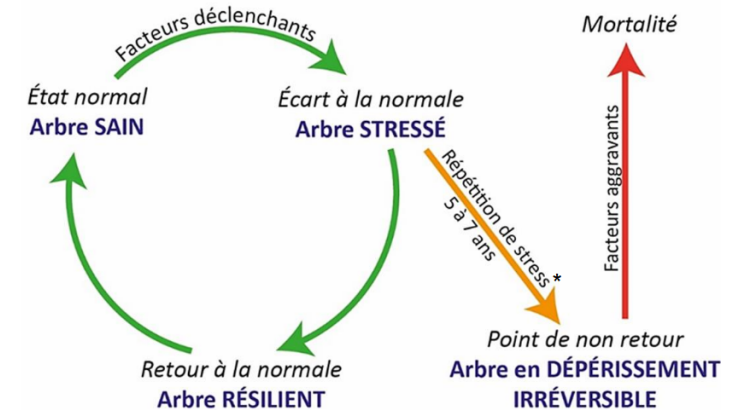 Facteurs déclenchants
Mortalité
État normal
Arbre SAIN
Écart à la normale
Arbre STRESSÉ
Répétition de stress *
5 à 7 ans
Facteurs aggravants
Retour à la normale
Arbre RÉSILIENT
Point de non retour
Arbre en DÉPÉRISSEMENT
IRRÉVERSIBLE